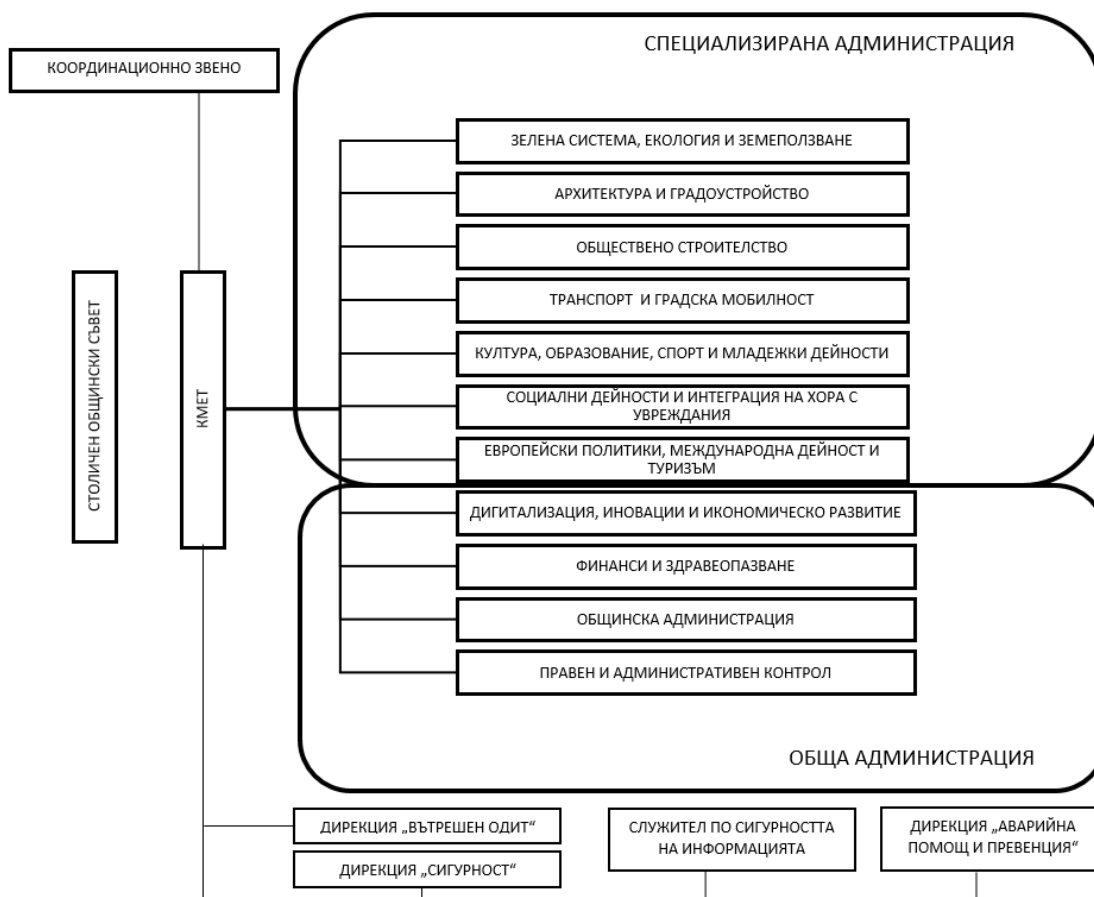 СПЕЦИАЛИЗИРАНА АДМИНИСТРАЦИЯ
КООРДИНАЦИОННО ЗВЕНО
ЗЕЛЕНА СИСТЕМА, ЕКОЛОГИЯ И ЗЕМЕПОЛЗВАНЕ
АРХИТЕКТУРА И ГРАДОУСТРОЙСТВО
ОБЩЕСТВЕНО СТРОИТЕЛСТВО
ТРАНСПОРТ И ГРАДСКА МОБИЛНОСТ
КУЛТУРА, ОБРАЗОВАНИЕ, СПОРТ И МЛАДЕЖКИ ДЕЙНОСТИ
СОЦИАЛНИ ДЕЙНОСТИ И ИНТЕГРАЦИЯ НА ХОРА С
УВРЕЖДАНИЯ
ЕВРОПЕЙСКИ ПОЛИТИКИ, МЕЖДУНАРОДНА ДЕЙНОСТ И
ТУРИЗЪМ
СТОЛИЧЕН ОБЩИНСКИ СЪВЕТ
КМЕТ
ДИГИТАЛИЗАЦИЯ, ИНОВАЦИИ И ИКОНОМИЧЕСКО РАЗВИТИЕ
ФИНАНСИ И ЗДРАВЕОПАЗВАНЕ
ОБЩИНСКА АДМИНИСТРАЦИЯ
ПРАВЕН И АДМИНИСТРАТИВЕН КОНТРОЛ
ОБЩА АДМИНИСТРАЦИЯ
ДИРЕКЦИЯ „ВЪТРЕШЕН ОДИТ“
ДИРЕКЦИЯ „СИГУРНОСТ“
СЛУЖИТЕЛ ПО СИГУРНОСТТА
НА ИНФОРМАЦИЯТА
ДИРЕКЦИЯ „АВАРИЙНА
ПОМОЩ И ПРЕВЕНЦИЯ“